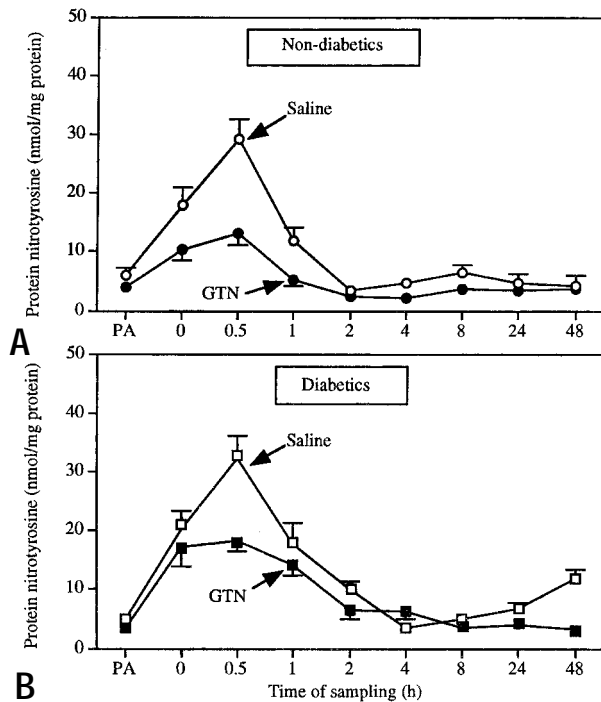 50
Non-diabetics
40
Saline
30
20
10
GTN
0
PA 0 0.5 1 2 4 8 24 48
Protein nitrotyrosine (nmol/mg protein)
A
50
Diabetics
40
Saline
30
20
10
GTN
0
PA 0 0.5 1 2 4 8 24 48
Protein nitrotyrosine (nmol/mg protein)
Time of sampling (h)
B